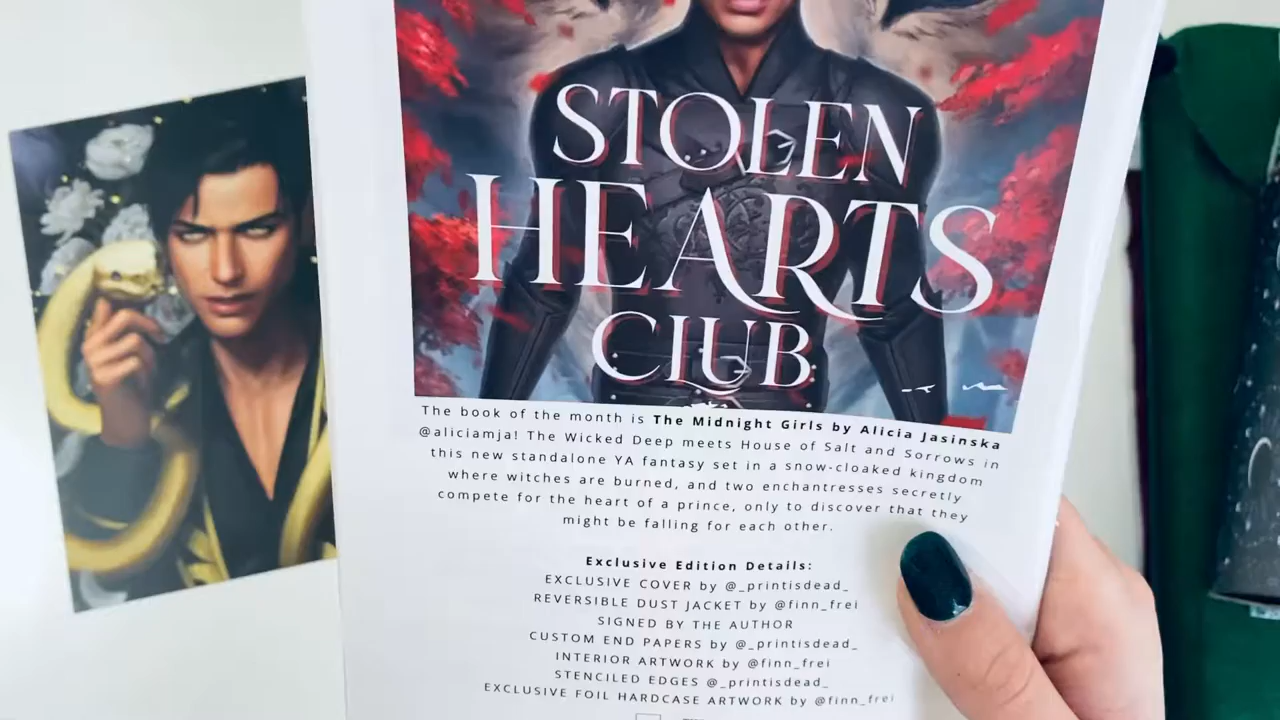 STOLEN
HEARTS
CLUB
The book of the month is The Midnight Girls by Alicia Jasinska
@aliciamja! The Wicked Deep meets House of Salt and Sorrows in
this new standalone YA fantasy set in a snow-cloaked kingdom
where witches are burned, and two enchantresses secretly
compete for the heart of a prince, only to discover that they
might be falling for each other.
Exclusive Edition Details:
EXCLUSIVE COVER by @_printisdead_
REVERSIBLE DUST JACKET by @finn_frei
SIGNED BY THE AUTHOR
CUSTOM END PAPERS by @_printisdead_
INTERIOR ARTWORK by @finn_frei
STENCILED EDGES @_printisdead_
EXCLUSIVE FOIL HARDCASE ARTWORK by @finn_frei